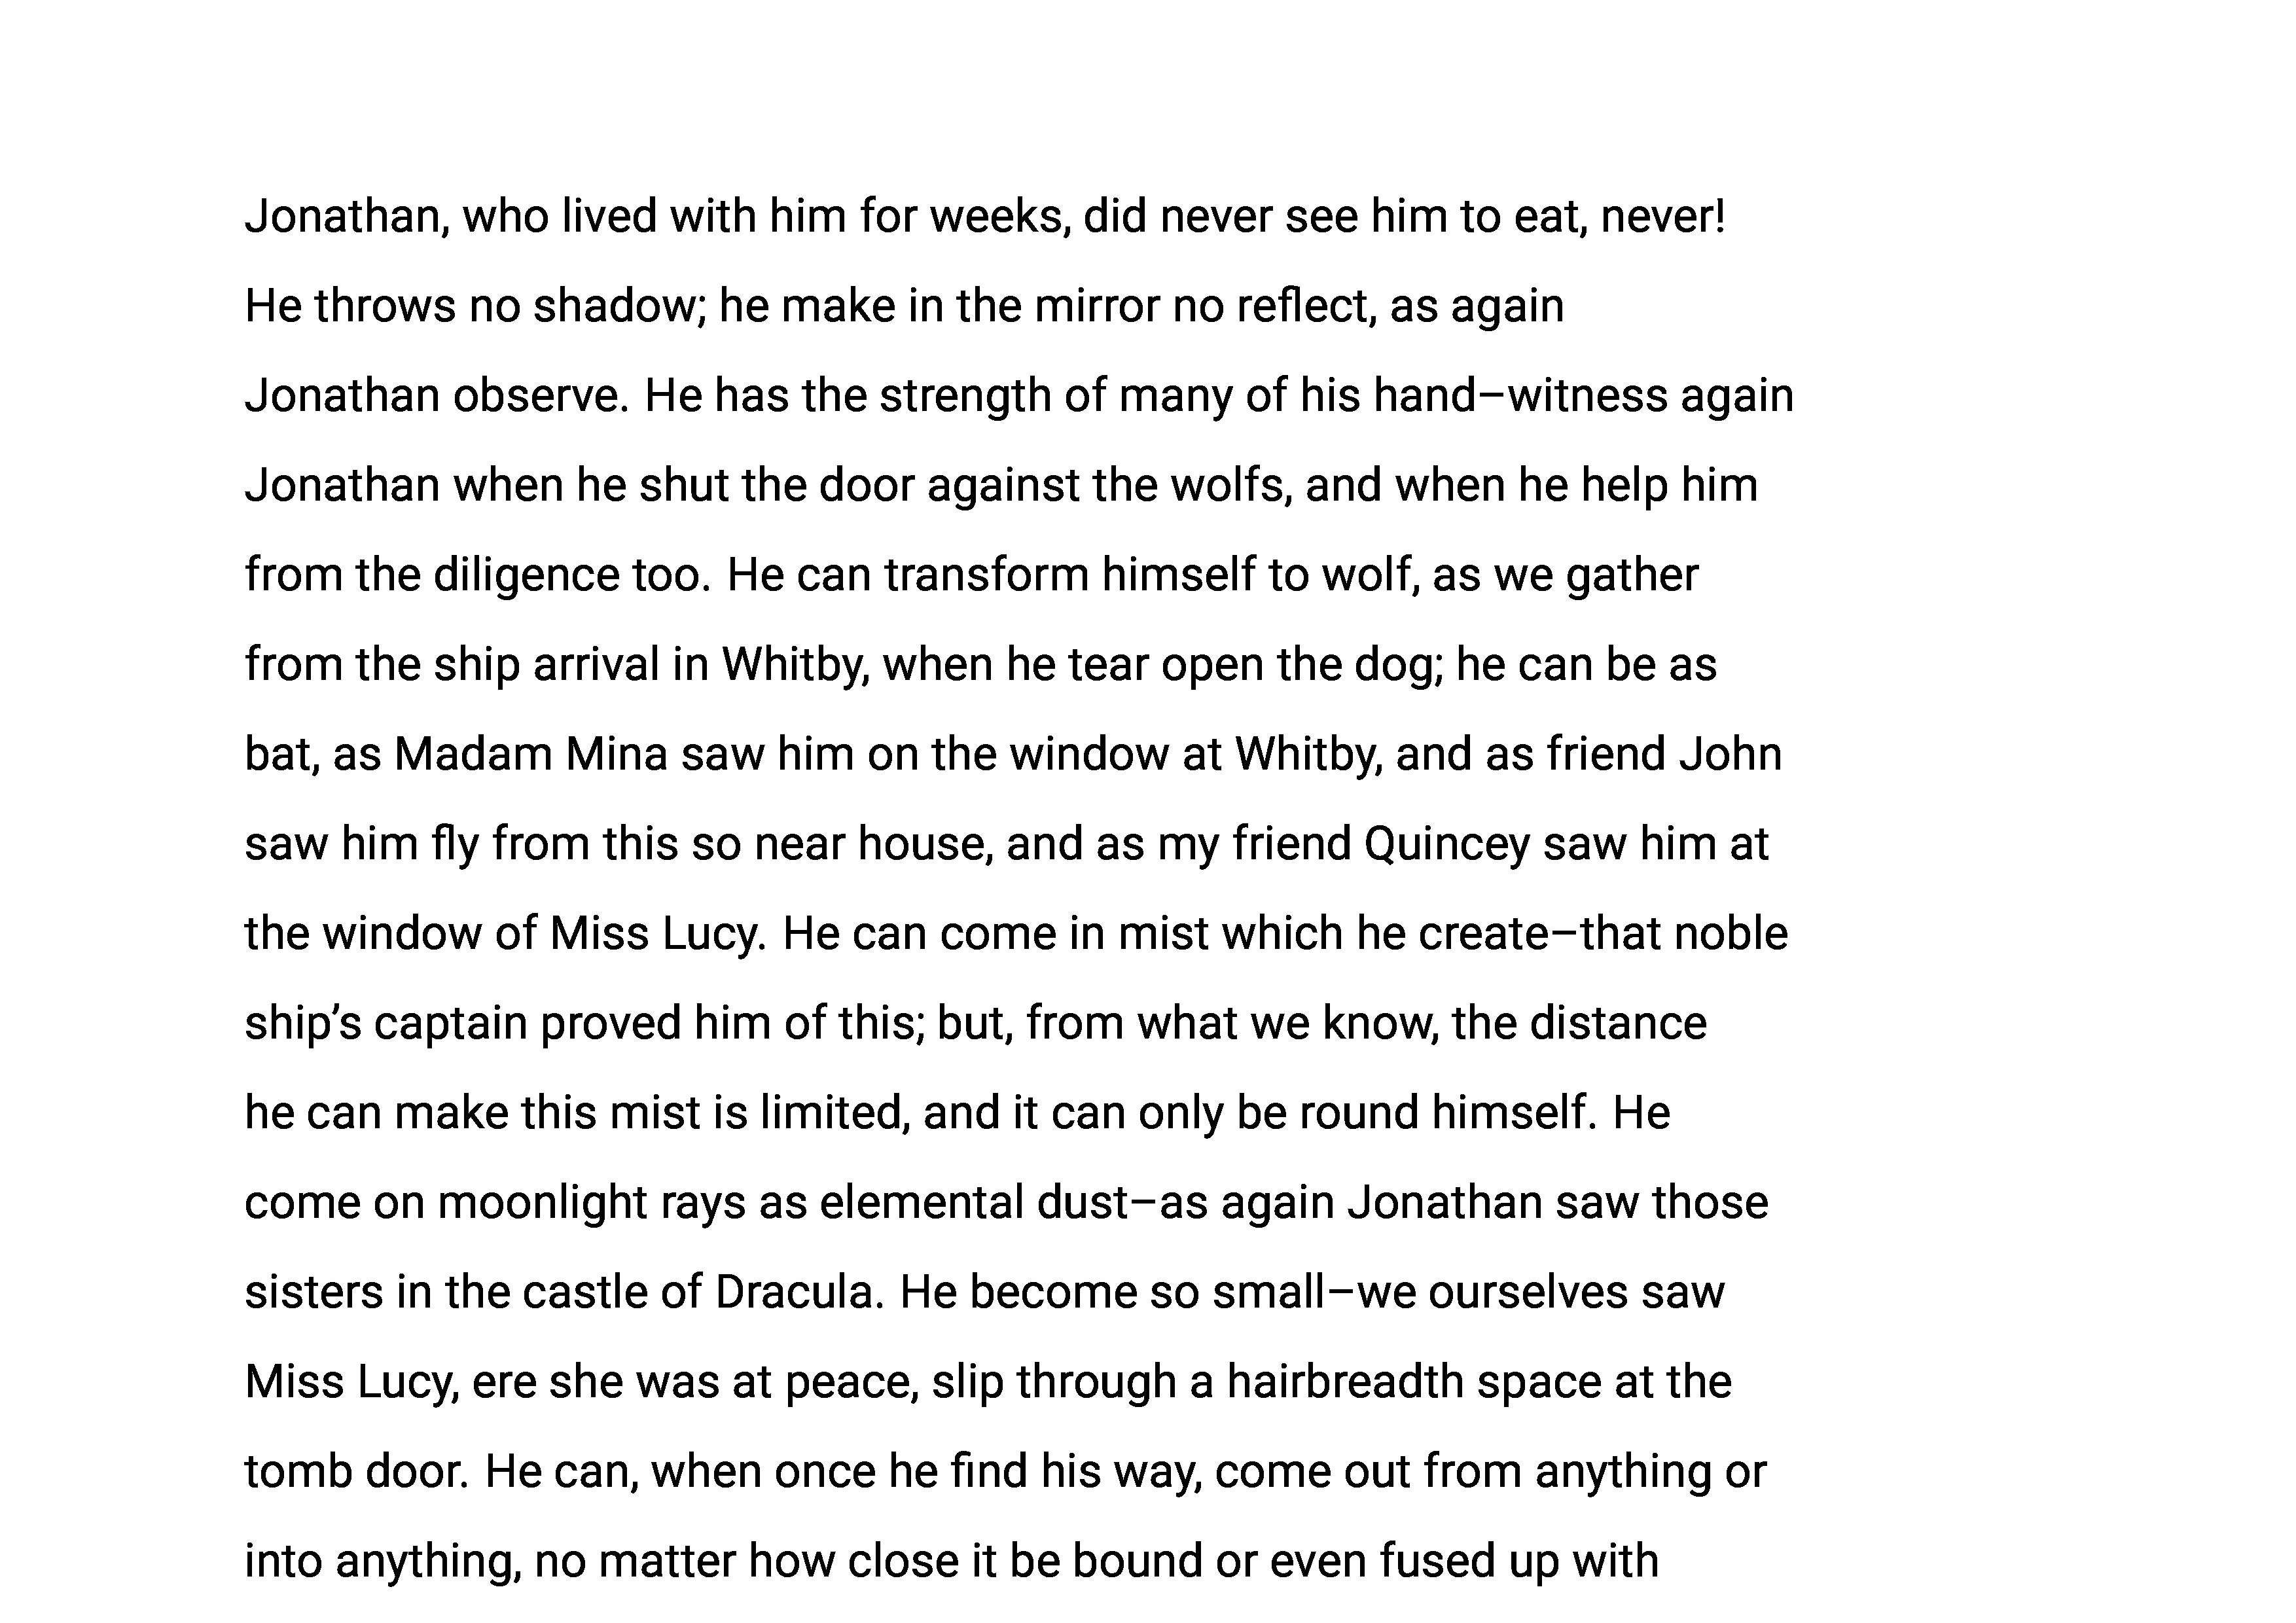 Jonathan, who lived with him for weeks, did never see him to eat, never!
He throws no shadow; he make in the mirror no reflect, as again
Jonathan observe. He has the strength of many of his hand–witness again
Jonathan when he shut the door against the wolfs, and when he help him
from the diligence too. He can transform himself to wolf, as we gather
from the ship arrival in Whitby, when he tear open the dog; he can be as
bat, as Madam Mina saw him on the window at Whitby, and as friend John
saw him fly from this so near house, and as my friend Quincey saw him at
the window of Miss Lucy. He can come in mist which he create–that noble
ship’s captain proved him of this; but, from what we know, the distance
he can make this mist is limited, and it can only be round himself. He
come on moonlight rays as elemental dust–as again Jonathan saw those
sisters in the castle of Dracula. He become so small–we ourselves saw
Miss Lucy, ere she was at peace, slip through a hairbreadth space at the
tomb door. He can, when once he find his way, come out from anything or
into anything, no matter how close it be bound or even fused up with